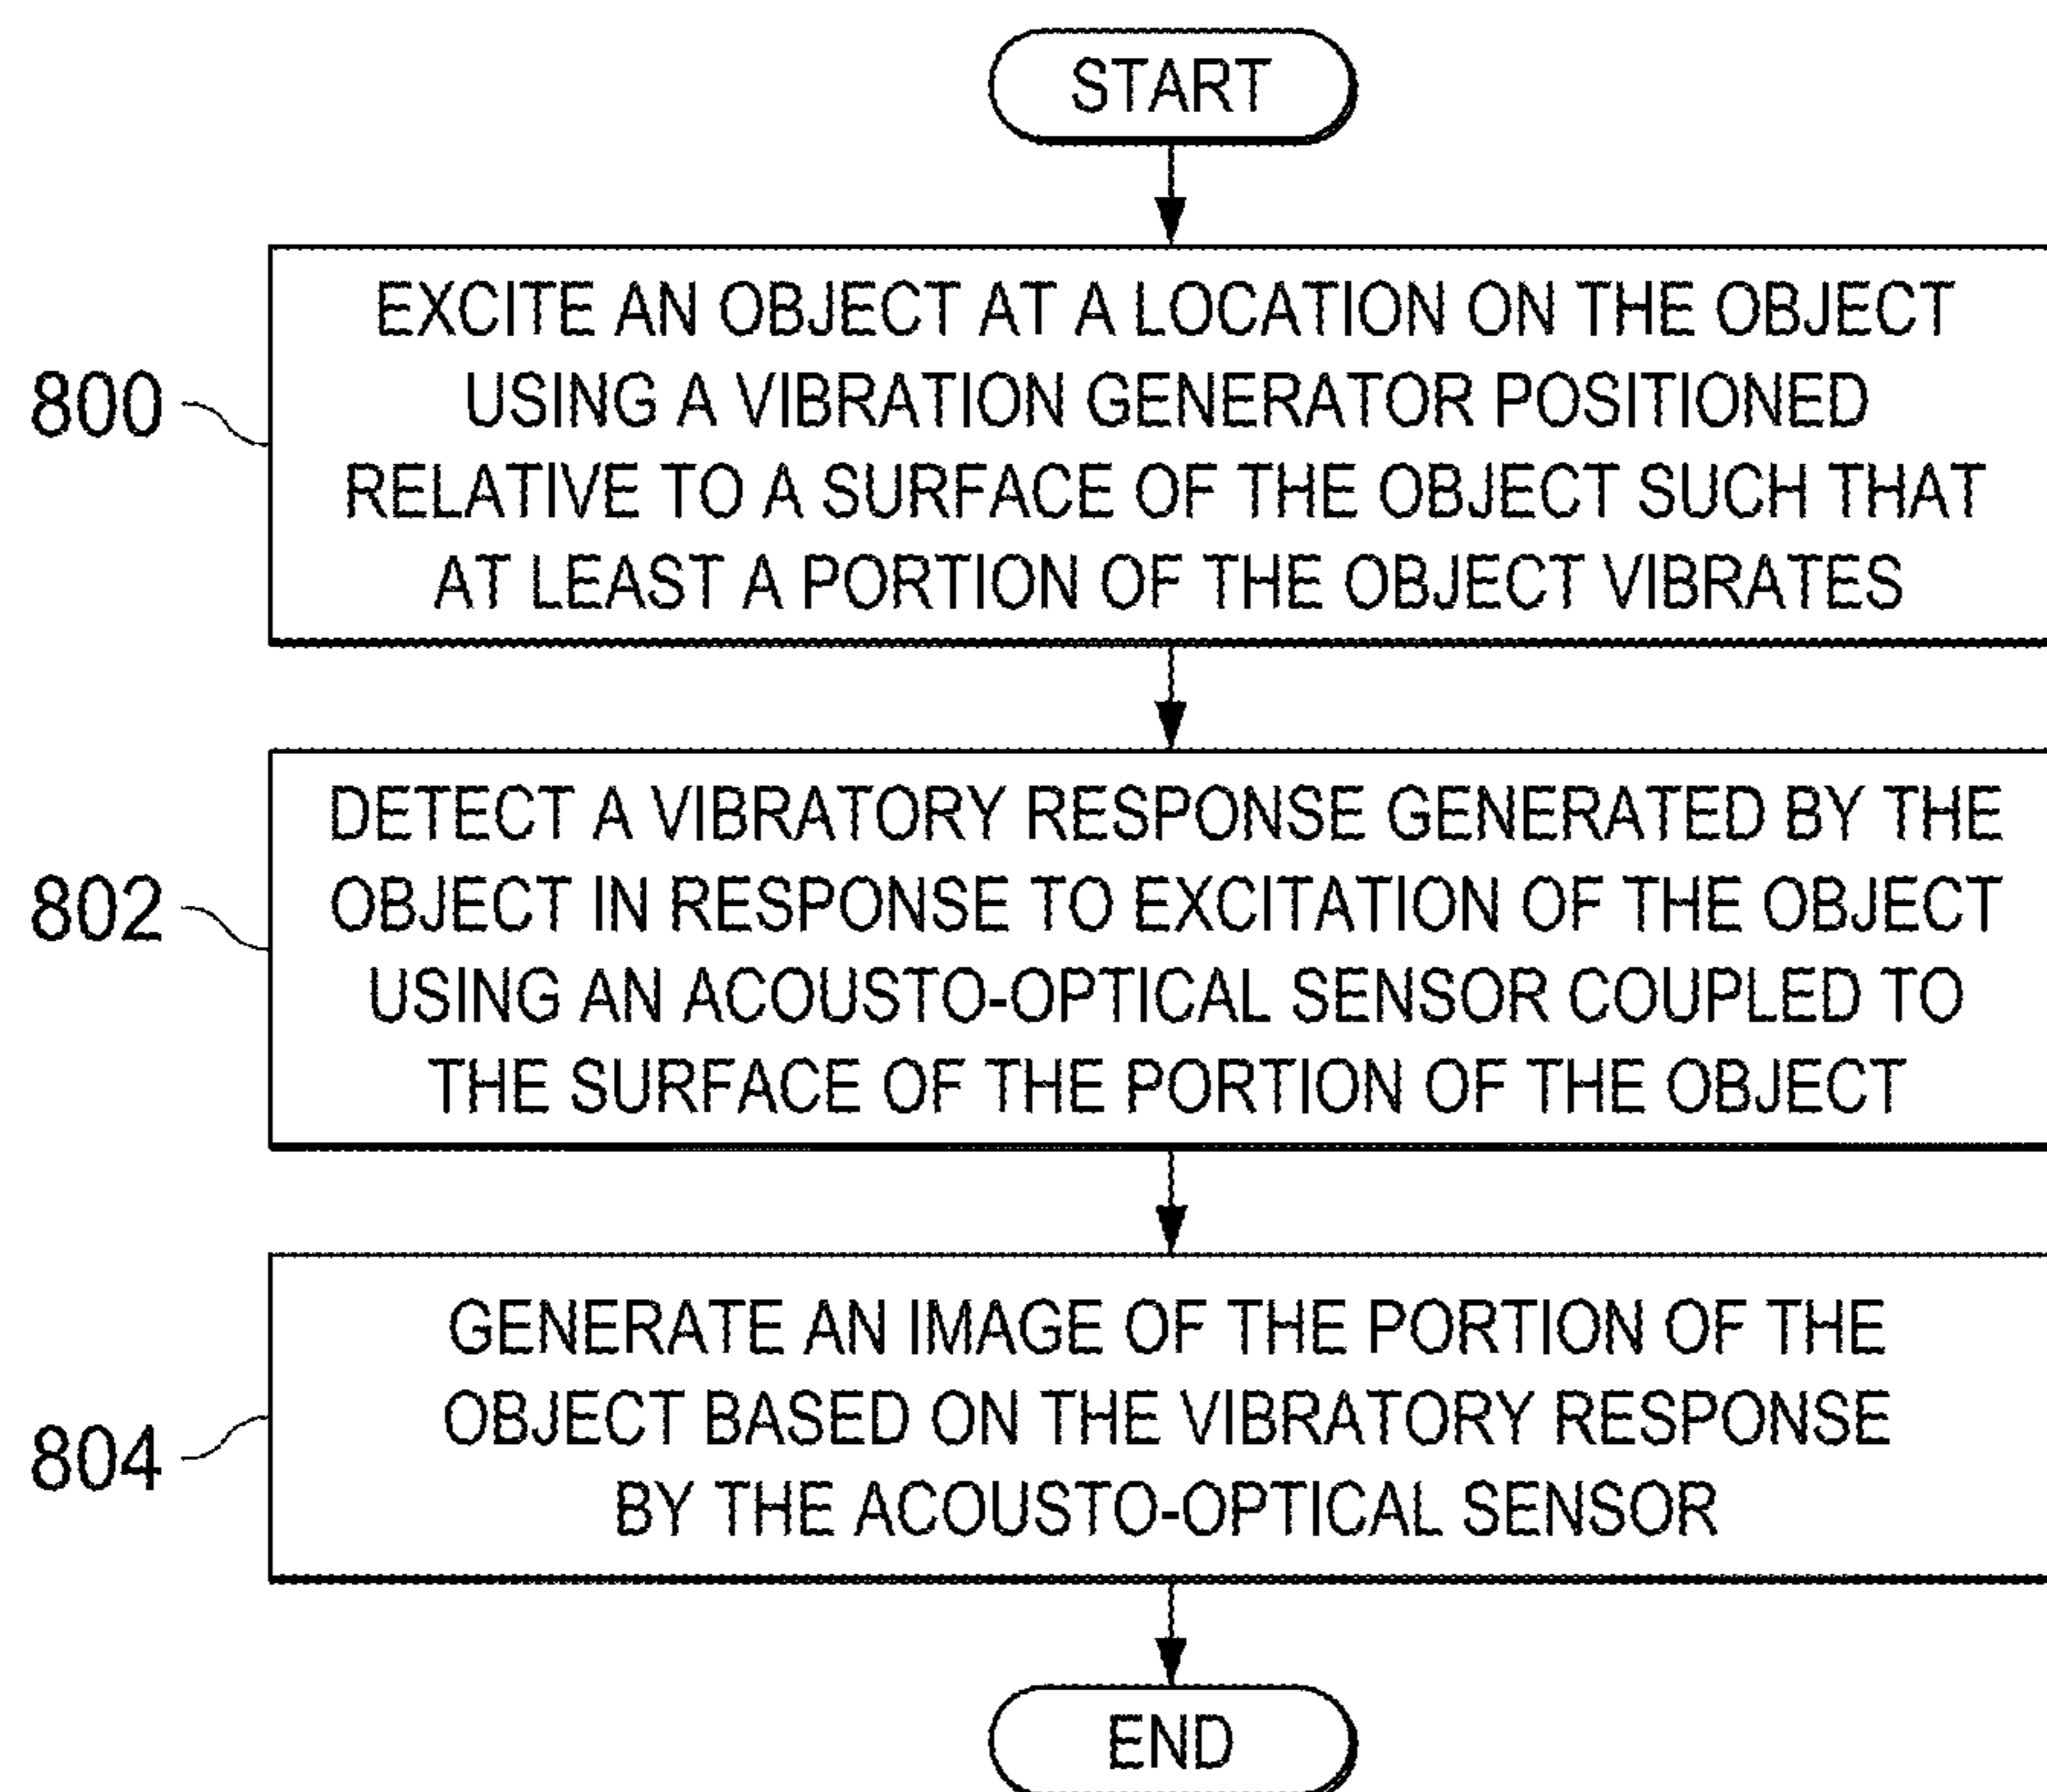 START
800
EXCITE AN OBJECT AT A LOCATION ON THE OBJECT
USING A VIBRATION GENERATOR POSITIONED
RELATIVE TO A SURFACE OF THE OBJECT SUCH THAT
AT LEAST A PORTION OF THE OBJECT VIBRATES
802
DETECT A VIBRATORY RESPONSE GENERATED BY THE
OBJECT IN RESPONSE TO EXCITATION OF THE OBJECT
USING AN ACOUSTO-OPTICAL SENSOR COUPLED TO
THE SURFACE OF THE PORTION OF THE OBJECT
804
GENERATE AN IMAGE OF THE PORTION OF THE
OBJECT BASED ON THE VIBRATORY RESPONSE
BY THE ACOUSTO-OPTICAL SENSOR
END